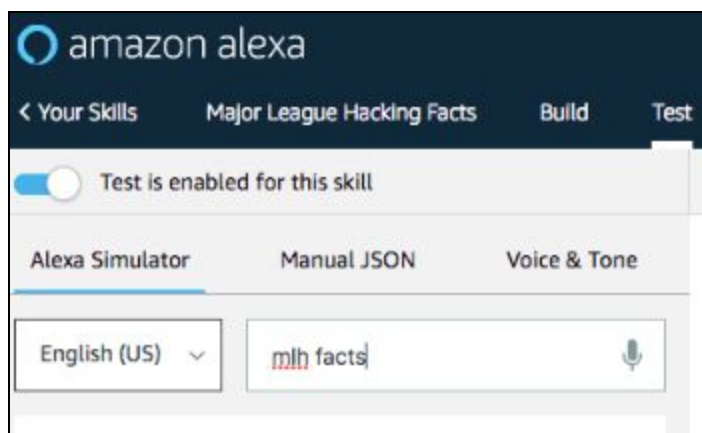 amazon alexa
< Your Skills Major League Hacking Facts Build Test
Test is enabled for this skill
Alexa Simulator Manual JSON Voice & Tone
English (US) mlh facts